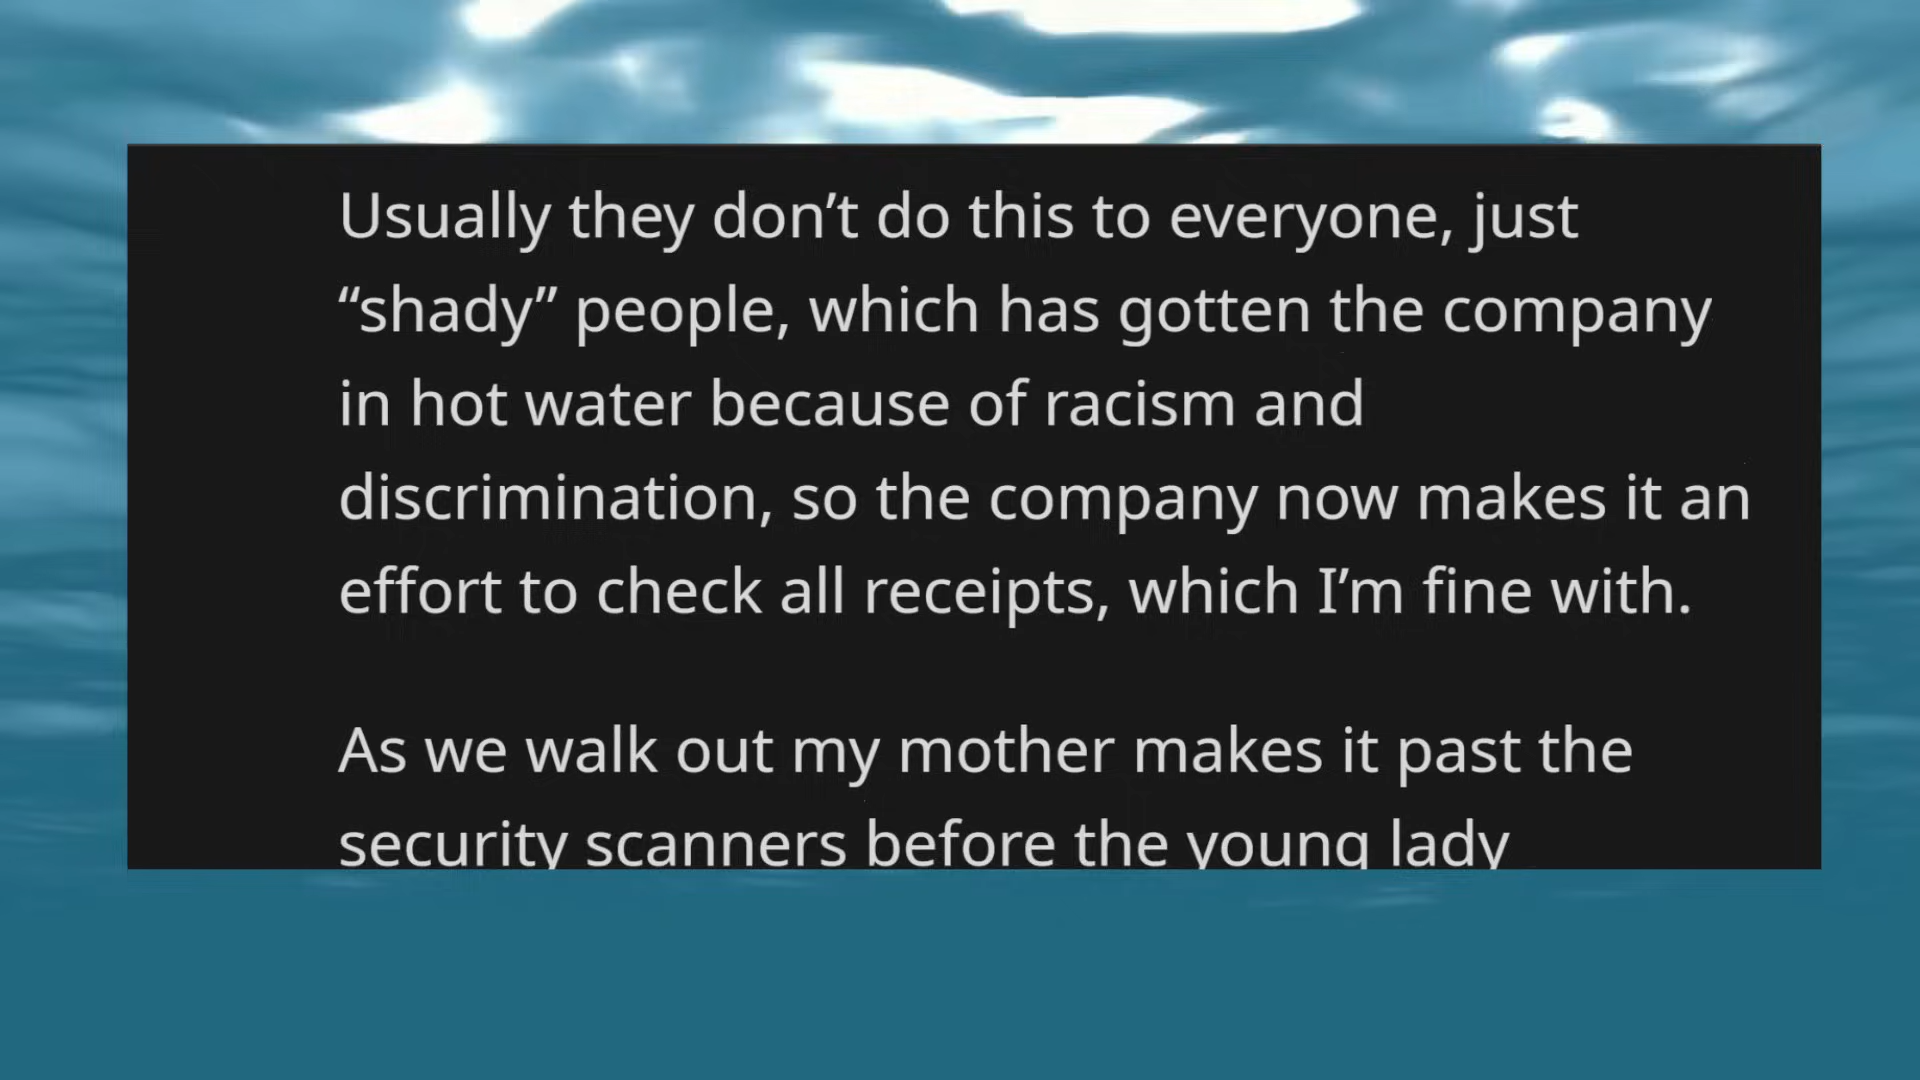 Usually they don’t do this to everyone, just
“shady” people, which has gotten the company
in hot water because of racism and
discrimination, so the company now makes it an
effort to check all receipts, which I’m fine with.
As we walk out my mother makes it past the
security scanners before the young lady